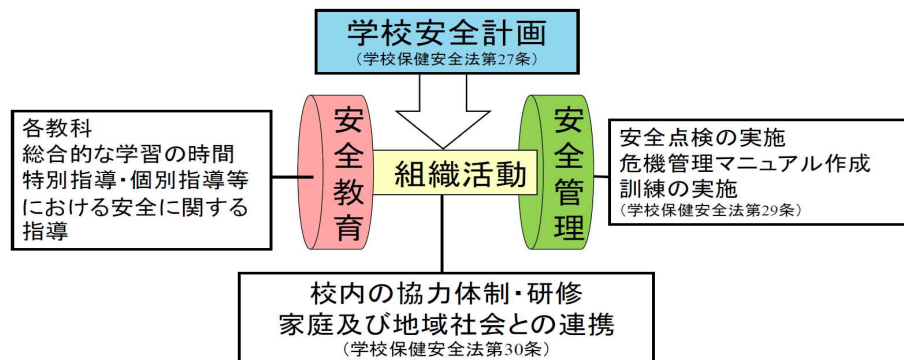 学校安全計画
（学校保健安全法第27条）
各教科
総合的な学習の時間
特別指導・個別指導等
における安全に関する
指導
安全教育
組織活動
安全管理
安全点検の実施
危機管理マニュアル作成
訓練の実施
（学校保健安全法第29条）
校内の協力体制・研修
家庭及び地域社会との連携
（学校保健安全法第30条）